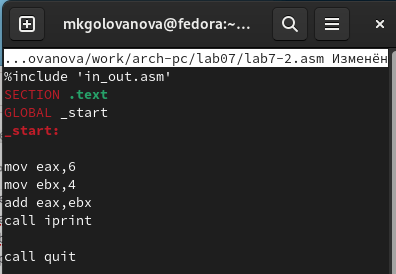 mkgolovanova@fedora:~...
...ovanova/work/arch-pc/lab07/lab7-2.asm Изменён
%include 'in_out.asm'
SECTION .text
GLOBAL _start
_start:
mov eax,6
mov ebx,4
add eax,ebx
call iprint
call quit